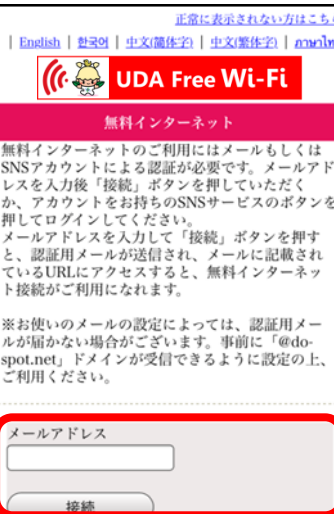 正常に表示されない方はこちら
| English | 한국어 | 中文(簡体字) | 中文(繁体字) | ภาษาไทย
UDA Free Wi-Fi
無料インターネット
無料インターネットのご利用にはメールもしくは
SNSアカウントによる認証が必要です。メールアド
レスを入力後「接続」ボタンを押していただく
か、アカウントをお持ちのSNSサービスのボタンを
押してログインしてください。
メールアドレスを入力して「接続」ボタンを押す
と、認証用メールが送信され、メールに記載され
ているURLにアクセスすると、無料インターネッ
ト接続がご利用になれます。
※お使いのメールの設定によっては、認証用メー
ルが届かない場合がございます。事前に「@do-
spot.net」ドメインが受信できるように設定の上、
ご利用ください。
メールアドレス
接続